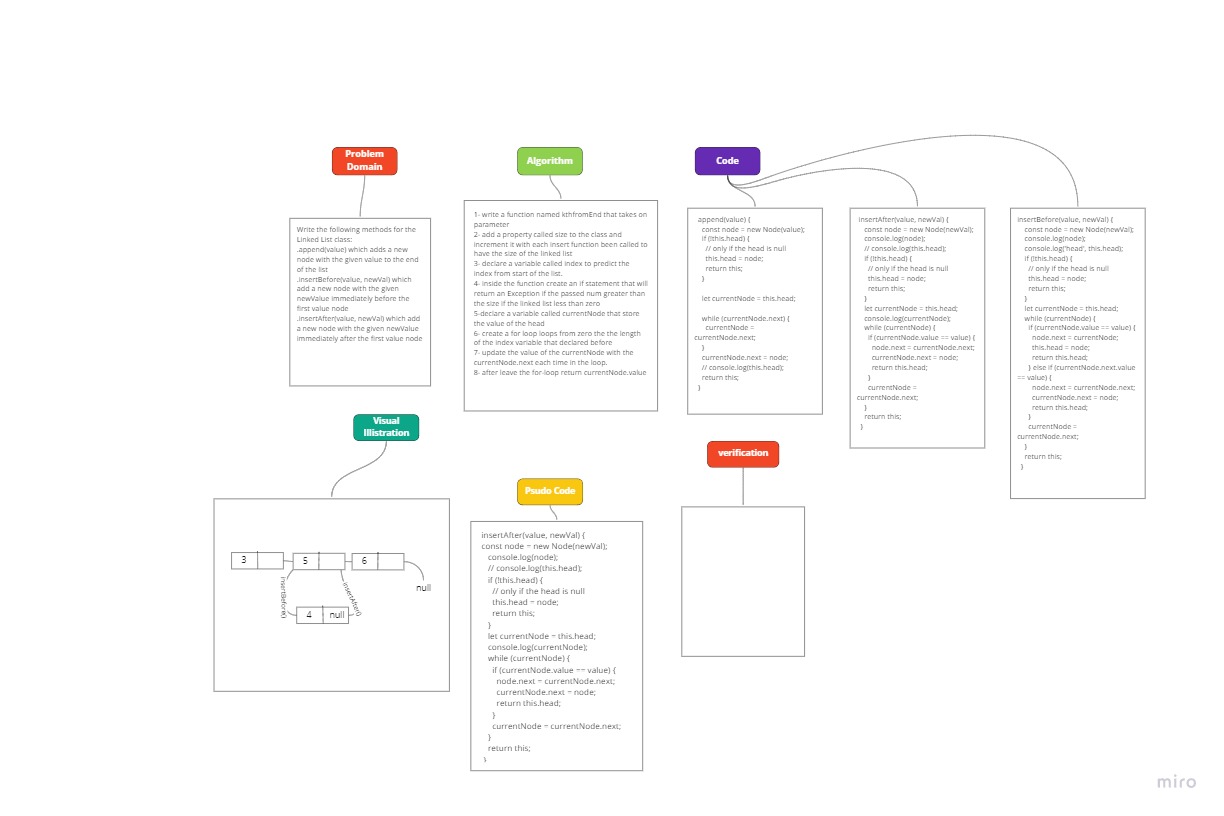 Problem
Domain
Write the following methods for the
Linked List class:
.append(value) which adds a new
node with the given value to the end
of the list
.insertBefore(value, newVal) which
add a new node with the given
newValue immediately before the
first value node
.insertAfter(value, newVal) which add
a new node with the given newValue
immediately after the first value node
Algorithm
1- write a function named kthfromEnd that takes on
parameter
2- add a property called size to the class and
increment it with each insert function been called to
have the size of the linked list
3- declare a variable called index to predict the
index from start of the list.
4- inside the function create an if statement that will
return an Exception if the passed num greater than
the size if the linked list less than zero
5-declare a variable called currentNode that store
the value of the head
6- create a for loop loops from zero the the length
of the index variable that declared before
7- update the value of the currentNode with the
currentNode.next each time in the loop.
8- after leave the for-loop return currentNode.value
Code
append(value) {
const node = new Node(value);
if (!this.head) {
// only if the head is null
this.head = node;
return this;
}
let currentNode = this.head;
while (currentNode.next) {
currentNode =
currentNode.next;
}
currentNode.next = node;
// console.log(this.head);
return this;
}
insertAfter(value, newVal) {
const node = new Node(newVal);
console.log(node);
// console.log(this.head);
if (!this.head) {
// only if the head is null
this.head = node;
return this;
}
let currentNode = this.head;
console.log(currentNode);
while (currentNode) {
if (currentNode.value == value) {
node.next = currentNode.next;
currentNode.next = node;
return this.head;
}
currentNode =
currentNode.next;
}
return this;
}
insertBefore(value, newVal) {
const node = new Node(newVal);
console.log(node);
console.log('head', this.head);
if (!this.head) {
// only if the head is null
this.head = node;
return this;
}
let currentNode = this.head;
while (currentNode) {
if (currentNode.value == value) {
node.next = currentNode;
this.head = node;
return this.head;
} else if (currentNode.next.value
== value) {
node.next = currentNode.next;
currentNode.next = node;
return this.head;
}
currentNode =
currentNode.next;
}
return this;
}
Visual
Illistration
3
5
6
null
insertBefore()
insertAfter()
4
null
Psudo Code
insertAfter(value, newVal) {
const node = new Node(newVal);
console.log(node);
// console.log(this.head);
if (!this.head) {
// only if the head is null
this.head = node;
return this;
}
let currentNode = this.head;
console.log(currentNode);
while (currentNode) {
if (currentNode.value == value) {
node.next = currentNode.next;
currentNode.next = node;
return this.head;
}
currentNode = currentNode.next;
}
return this;
}
verification
miro